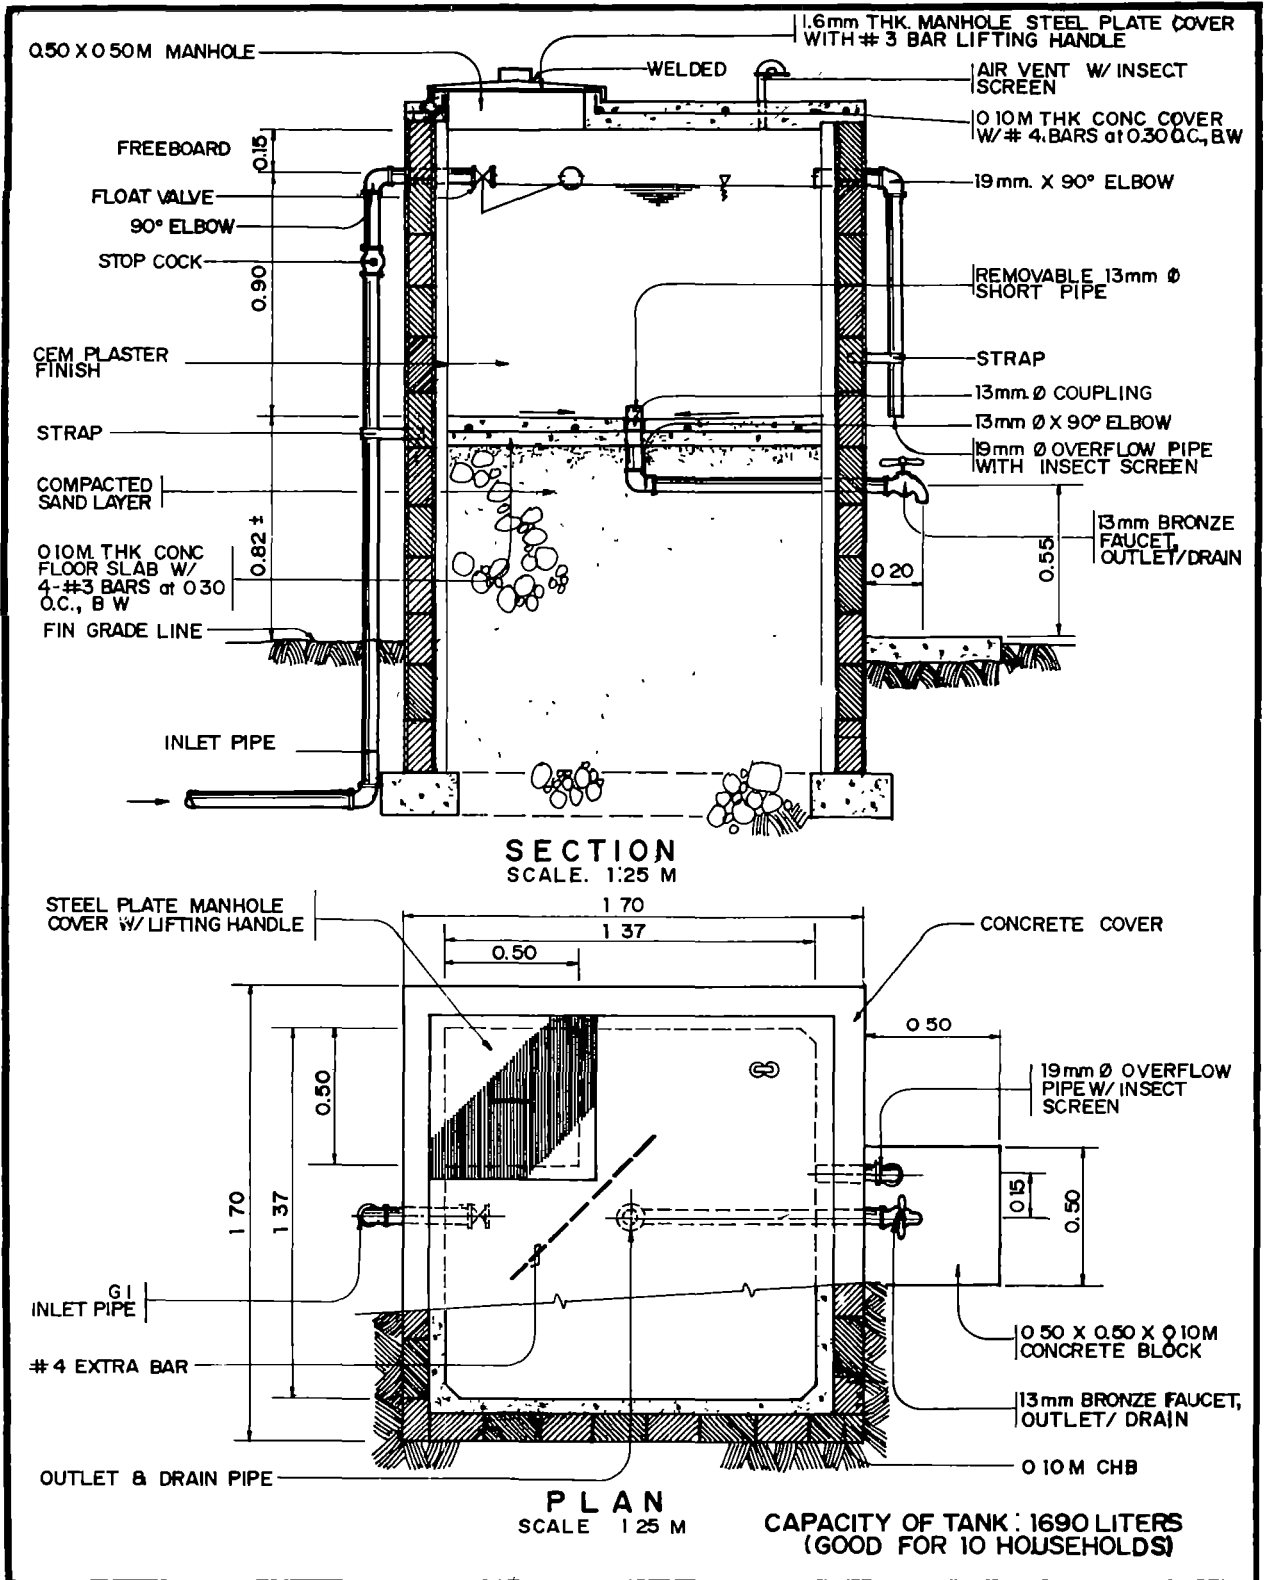 1.6mm THK. MANHOLE STEEL PLATE COVER
WITH # 3 BAR LIFTING HANDLE
0.50 X 0.50 M MANHOLE
WELDED
AIR VENT W/ INSECT
SCREEN
0.10M THK CONC COVER
W/ # 4 BARS at 0.30 O.C., B.W
FREEBOARD
0.15
FLOAT VALVE
19mm. X 90° ELBOW
90° ELBOW
STOP COCK
0.90
REMOVABLE 13mm Ø
SHORT PIPE
CEM PLASTER
FINISH
STRAP
13mm Ø COUPLING
13mm Ø X 90° ELBOW
STRAP
19mm Ø OVERFLOW PIPE
WITH INSECT SCREEN
COMPACTED
SAND LAYER
0.82 ±
13mm BRONZE
FAUCET,
OUTLET/DRAIN
0.55
0 20
0.10M. THK CONC
FLOOR SLAB W/
4-#3 BARS at 0 30
O.C., B W
FIN GRADE LINE
INLET PIPE
SECTION
SCALE. 1:25 M
STEEL PLATE MANHOLE
COVER W/ LIFTING HANDLE
1 70
1 37
0.50
CONCRETE COVER
0 50
0.50
19mm Ø OVERFLOW
PIPE W/ INSECT
SCREEN
1 70
1 37
0.15
0.50
G I
INLET PIPE
0 50 X 0.50 X 0.10M
CONCRETE BLOCK
# 4 EXTRA BAR
13mm BRONZE FAUCET,
OUTLET / DRAIN
OUTLET & DRAIN PIPE
0 10 M CHB
PLAN
SCALE 1 25 M
CAPACITY OF TANK : 1690 LITERS
(GOOD FOR 10 HOUSEHOLDS)